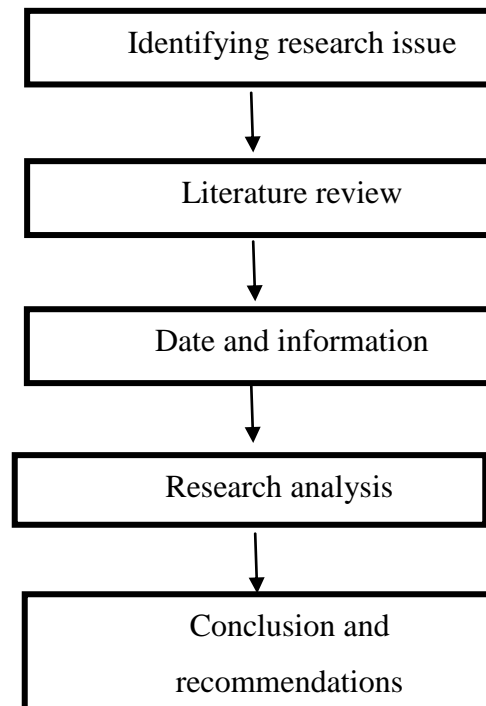 Identifying research issue
Literature review
Date and information
Research analysis
Conclusion and
recommendations